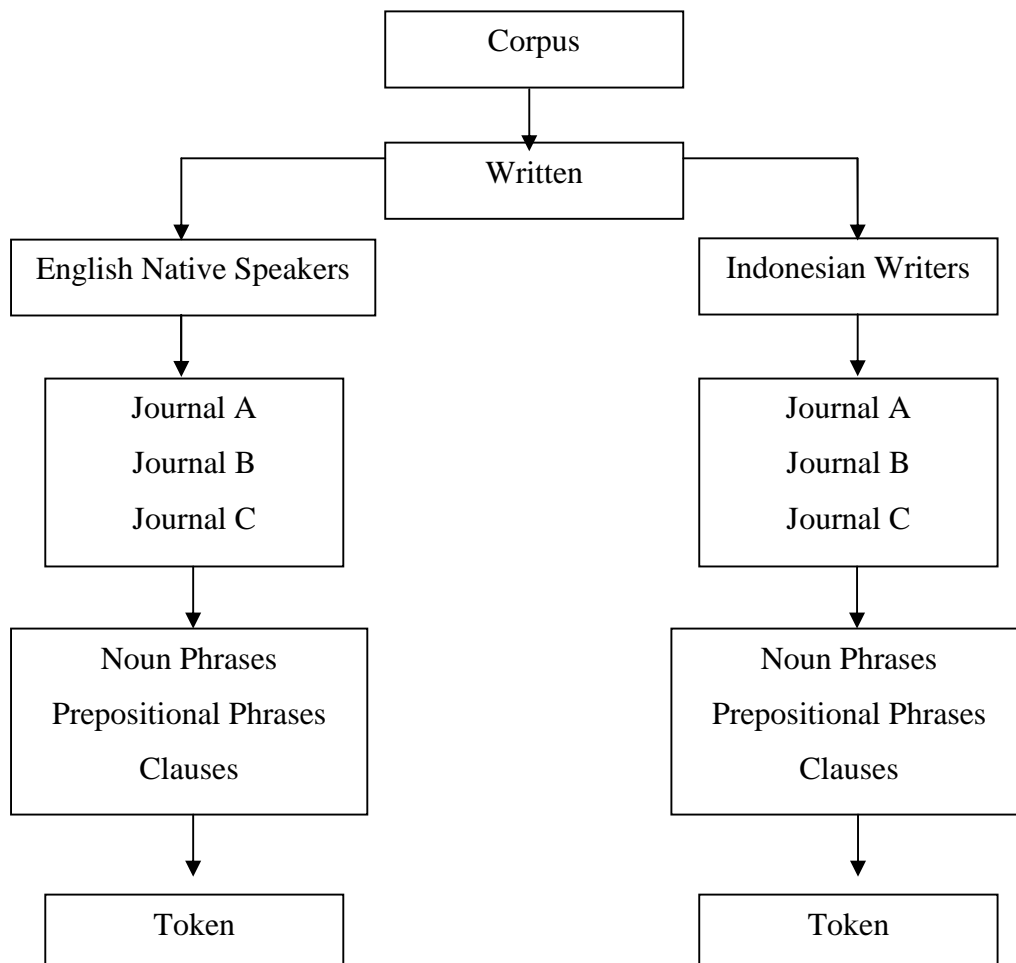 Corpus
Written
English Native Speakers
Indonesian Writers
Journal A
Journal B
Journal C
Journal A
Journal B
Journal C
Noun Phrases
Prepositional Phrases
Clauses
Noun Phrases
Prepositional Phrases
Clauses
Token
Token